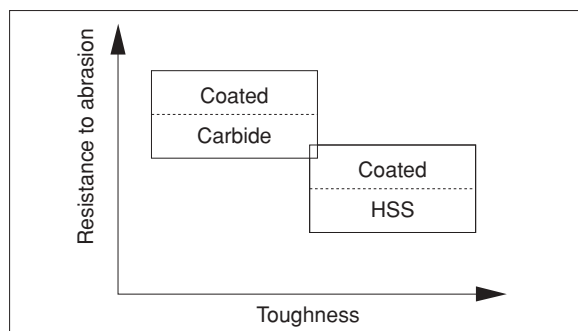 Resistance to abrasion
Coated
Carbide
Coated
HSS
Toughness